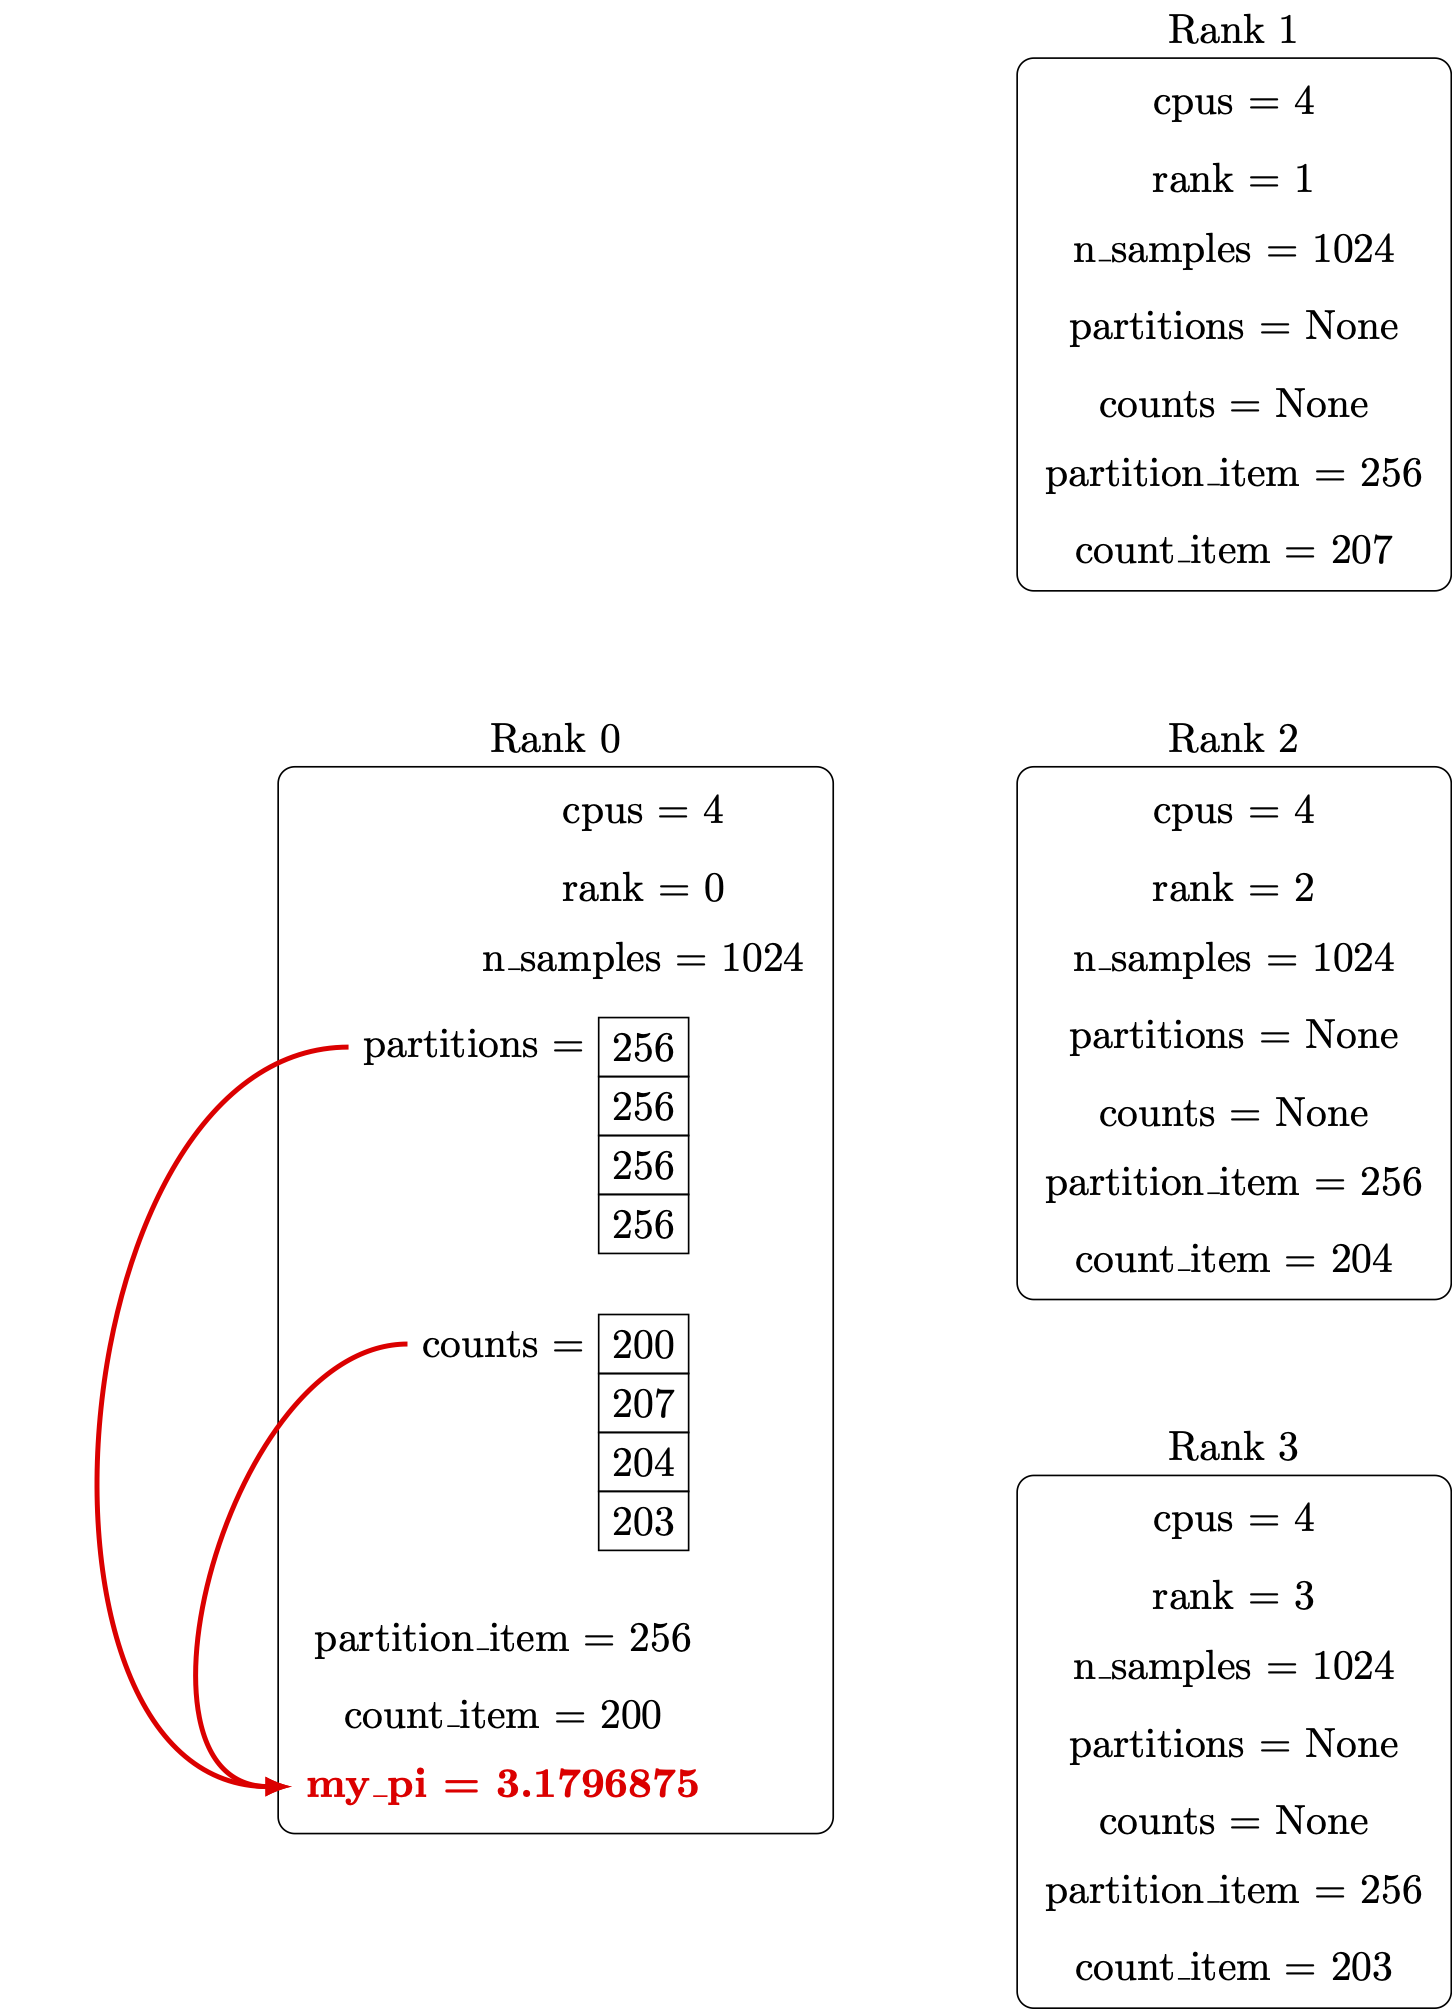 Rank 1
cpus = 4
rank = 1
n_samples = 1024
partitions = None
counts = None
partition_item = 256
count_item = 207
Rank 0
cpus = 4
rank = 0
n_samples = 1024
partitions = 256
256
256
256
counts = 200
207
204
203
partition_item = 256
count_item = 200
my_pi = 3.1796875
Rank 2
cpus = 4
rank = 2
n_samples = 1024
partitions = None
counts = None
partition_item = 256
count_item = 204
Rank 3
cpus = 4
rank = 3
n_samples = 1024
partitions = None
counts = None
partition_item = 256
count_item = 203